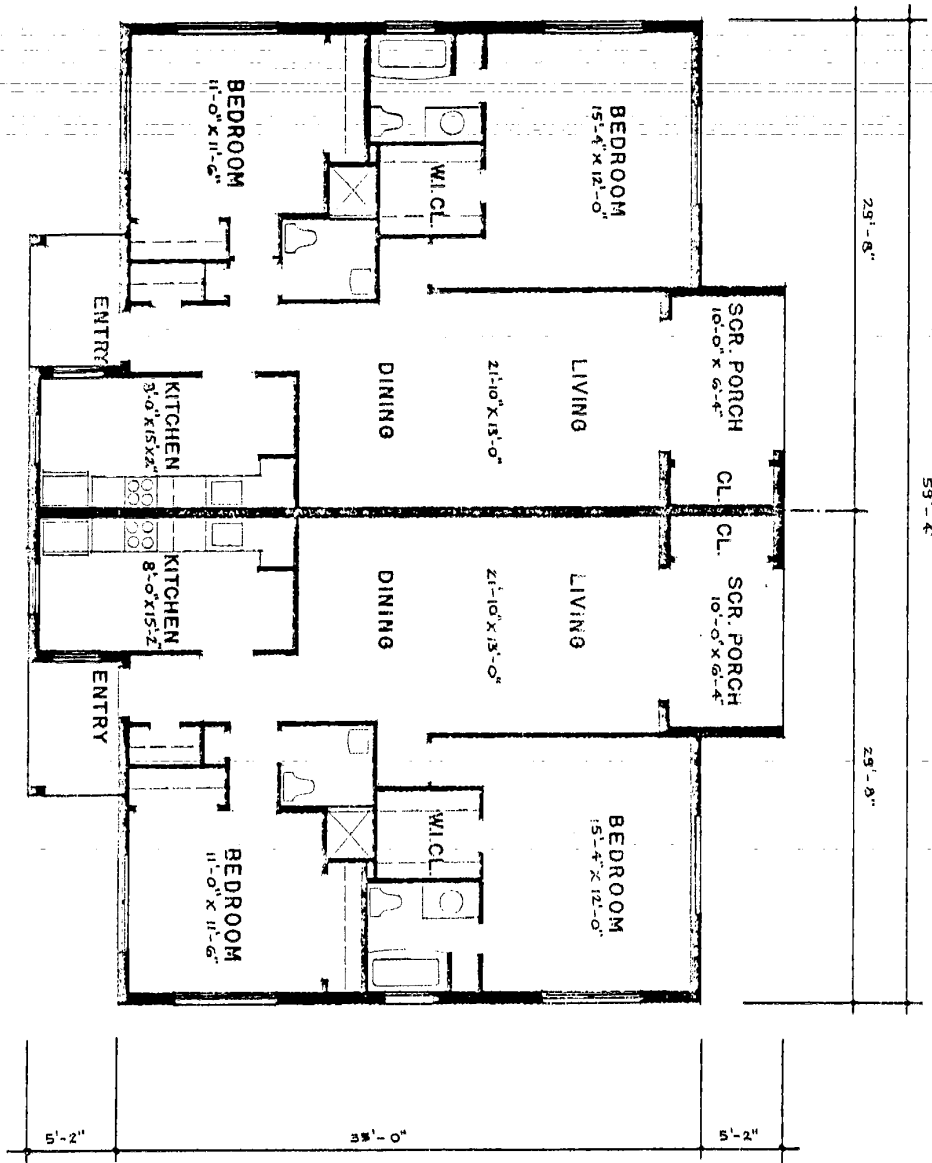 BEDROOM
11'-0" X 11'-6"
BEDROOM
15'-4" X 12'-0"
W.I.CL.
ENTRY
KITCHEN
8'-0"X15'-2"
DINING
21'-10" X 13'-0"
LIVING
SCR. PORCH
10'-0" X 6'-4"
CL.
KITCHEN
8'-0"X15'-2"
DINING
21'-10" X 13'-0"
LIVING
CL.
SCR. PORCH
10'-0" X 6'-4"
ENTRY
BEDROOM
11'-0" X 11'-6"
W.I.CL.
BEDROOM
15'-4" X 12'-0"
29'-8"
59'-4"
29'-8"
5'-2"
5'-2"